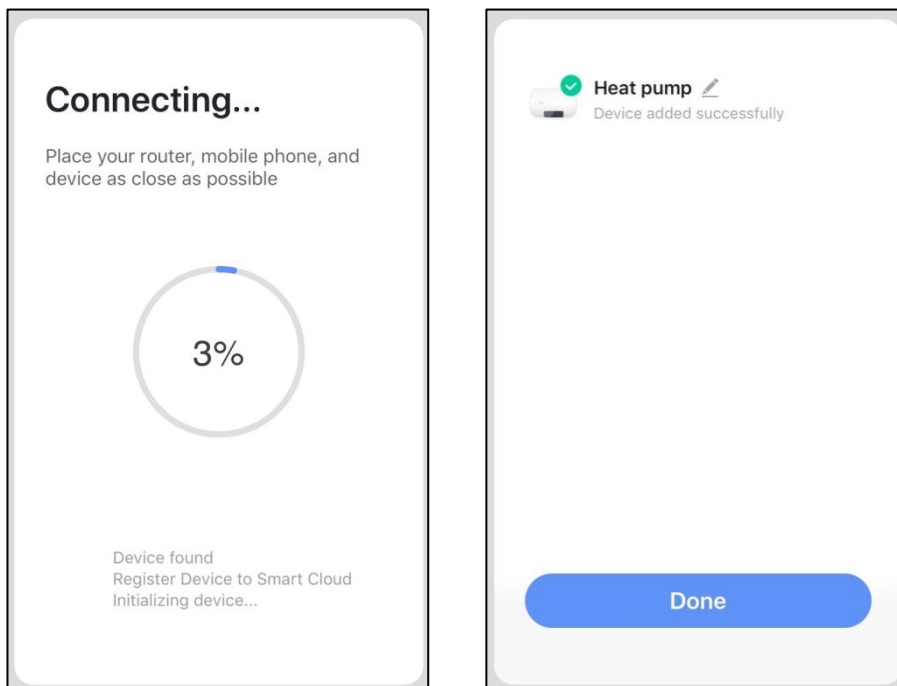 Connecting...
Place your router, mobile phone, and
device as close as possible
3%
Device found
Register Device to Smart Cloud
Initializing device...
Heat pump
Device added successfully
Done